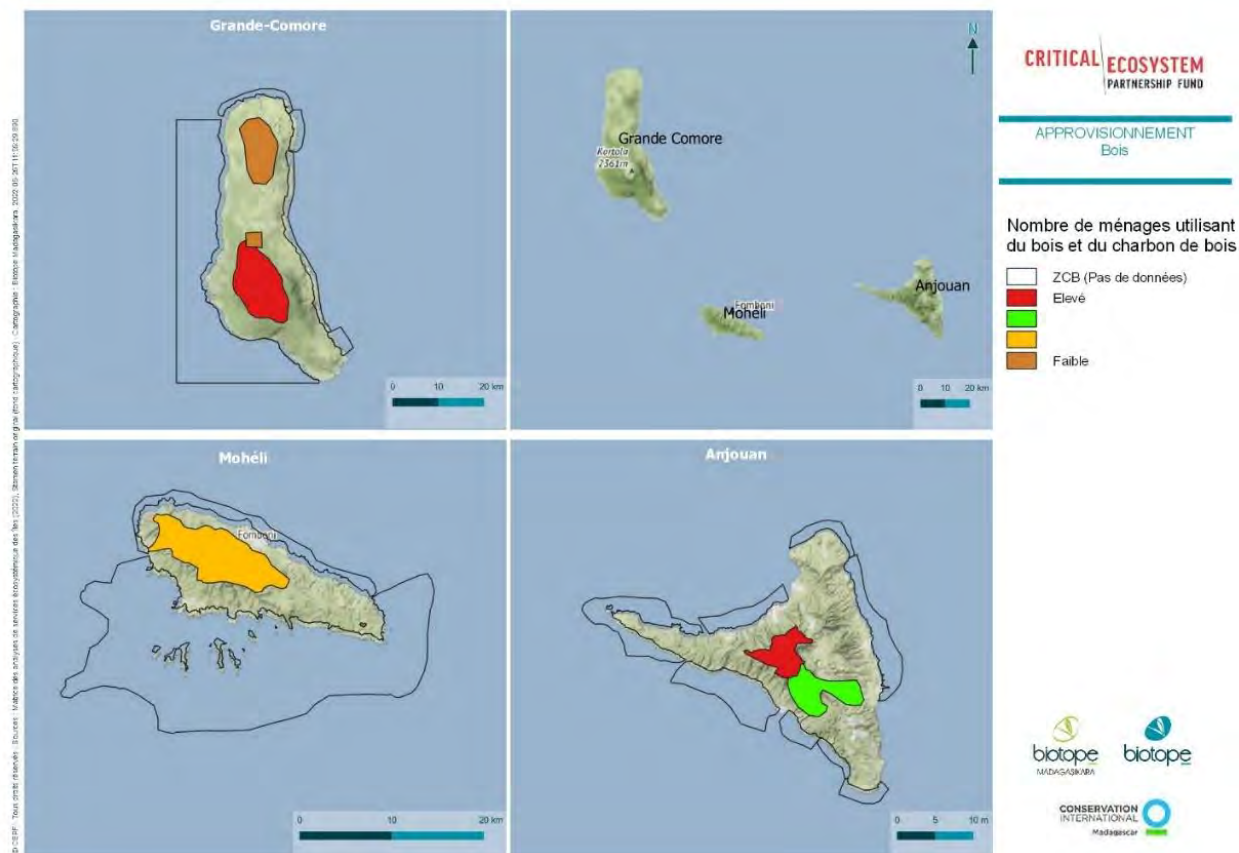 Grande-Comore
0 10 20 km
N
Grande Comore
Kartala
2361m
Fomboni
Mohéli
Anjouan
0 10 20 km
Mohéli
Fomboni
0 10 20 km
Anjouan
0 5 10 m
CRITICAL ECOSYSTEM
PARTNERSHIP FUND
APPROVISIONNEMENT
Bois
Nombre de ménages utilisant
du bois et du charbon de bois
ZCB (Pas de données)
Elevé
Faible
biotope
MADAGASIKARA
biotope
CONSERVATION
INTERNATIONAL
Madagascar